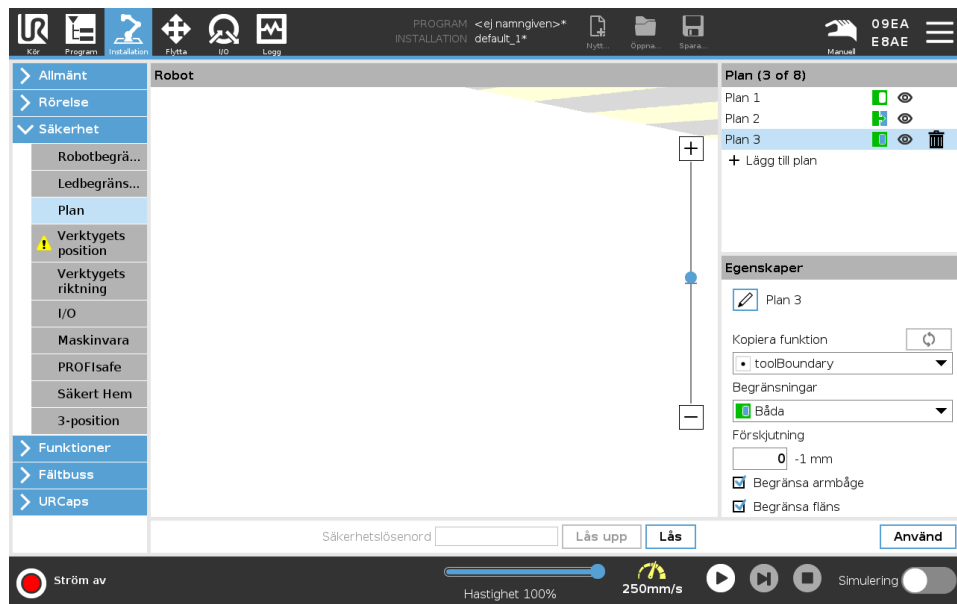 PROGRAM <ej namngiven>*
INSTALLATION default_1*
Kör Program Installation Flytta I/O Logg
Nytt... Öppna... Spara...
Manuel
09EA
E8AE
Allmänt
Rörelse
Säkerhet
Robotbegrä...
Ledbegräns...
Plan
Verktygets
position
Verktygets
riktning
I/O
Maskinvara
PROFIsafe
Säkert Hem
3-position
Funktioner
Fältbuss
URCaps
Robot
Plan (3 of 8)
Plan 1
Plan 2
Plan 3
+ Lägg till plan
Egenskaper
Plan 3
Kopiera funktion
toolBoundary
Begränsningar
Båda
Förskjutning
0 -1 mm
Begränsa armbåge
Begränsa fläns
Säkerhetslösenord Lås upp Lås Använd
Ström av
Hastighet 100%
250mm/s
Simulering